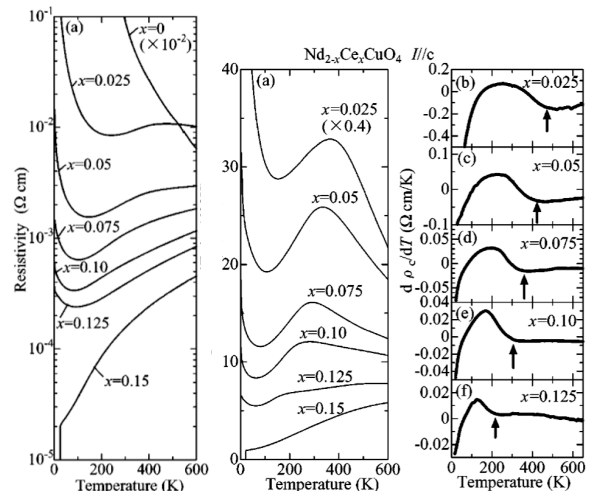 (a)
x=0
(×10⁻²)
x=0.025
x=0.05
x=0.075
x=0.10
x=0.125
x=0.15
Resistivity (Ω cm)
10⁻¹
10⁻²
10⁻³
10⁻⁴
10⁻⁵
0 200 400 600
Temperature (K)
Nd₂₋ₓCeₓCuO₄ I//c
(a)
x=0.025
(×0.4)
x=0.05
x=0.075
x=0.10
x=0.125
x=0.15
40
30
20
10
0
0 200 400 600
Temperature (K)
d ρ_c/dT (Ω cm/K)
(b) x=0.025
0.2
0
-0.2
-0.4
(c) x=0.05
0.1
0
-0.1
(d) x=0.075
0.05
0
-0.05
(e) x=0.10
0.04
0.02
0
-0.02
-0.04
(f) x=0.125
0.02
0
-0.02
0 200 400 600
Temperature (K)